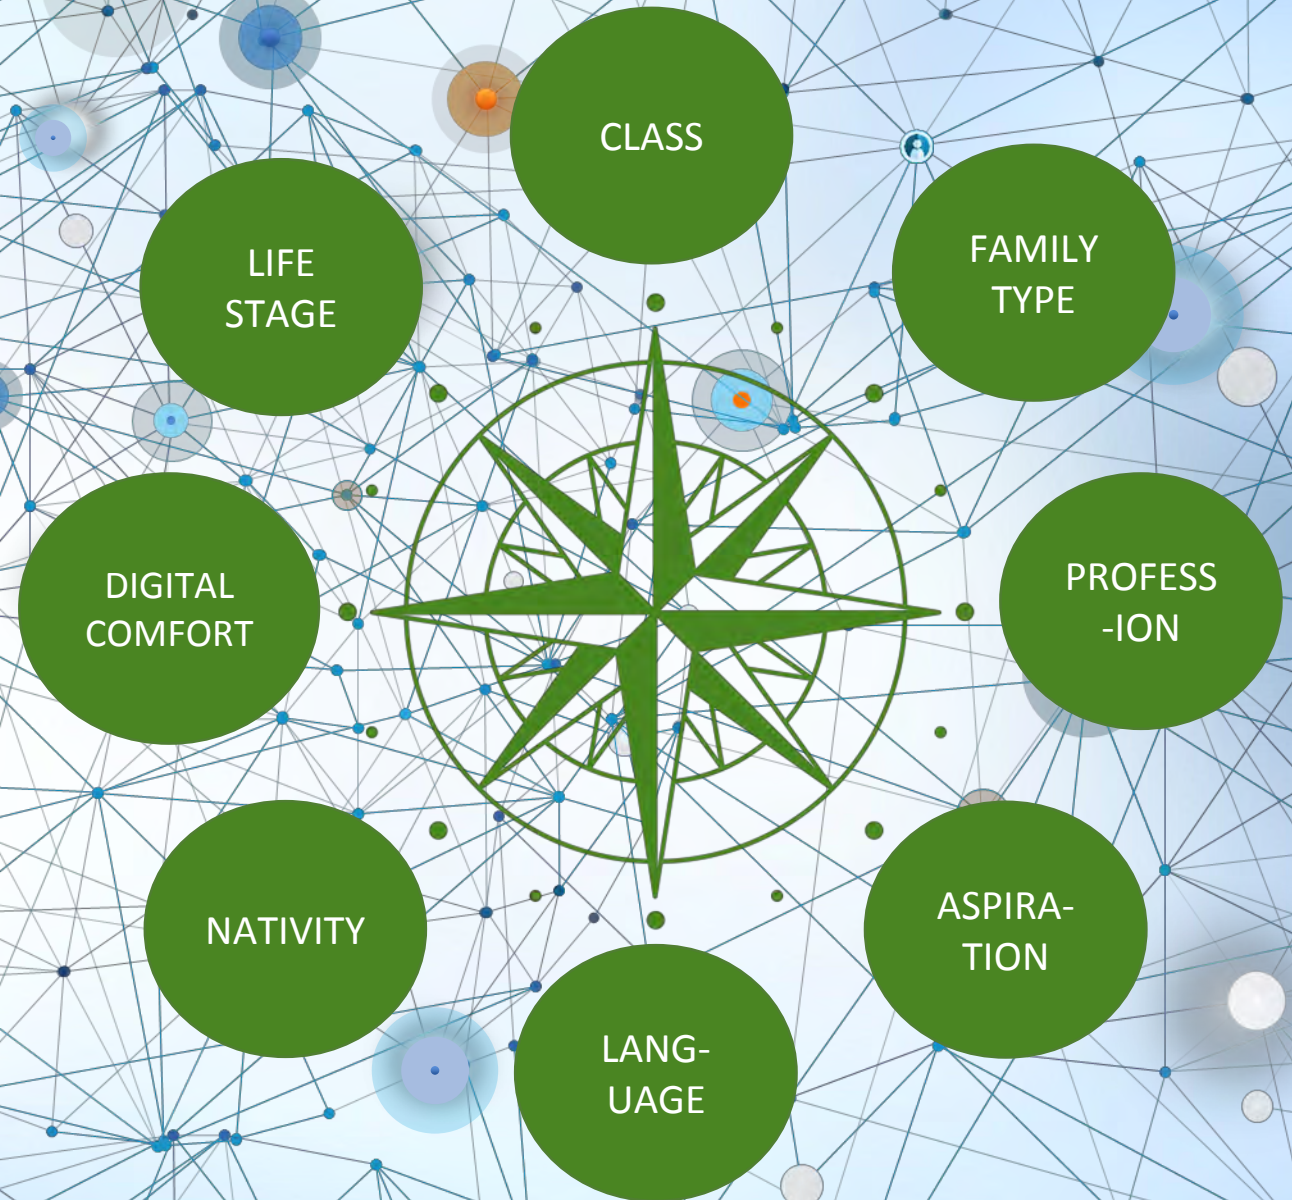 CLASS
FAMILY
TYPE
PROFESS
-ION
ASPIRA-
TION
LANG-
UAGE
NATIVITY
DIGITAL
COMFORT
LIFE
STAGE